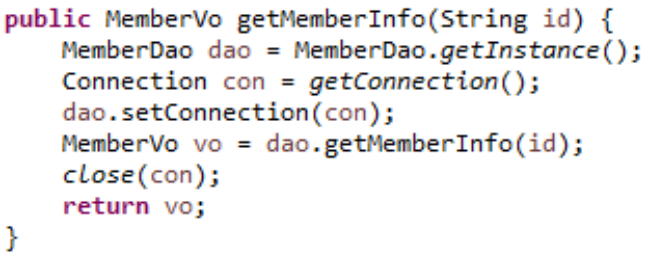 public MemberVo getMemberInfo(String id) {
    MemberDao dao = MemberDao.getInstance();
    Connection con = getConnection();
    dao.setConnection(con);
    MemberVo vo = dao.getMemberInfo(id);
    close(con);
    return vo;
}